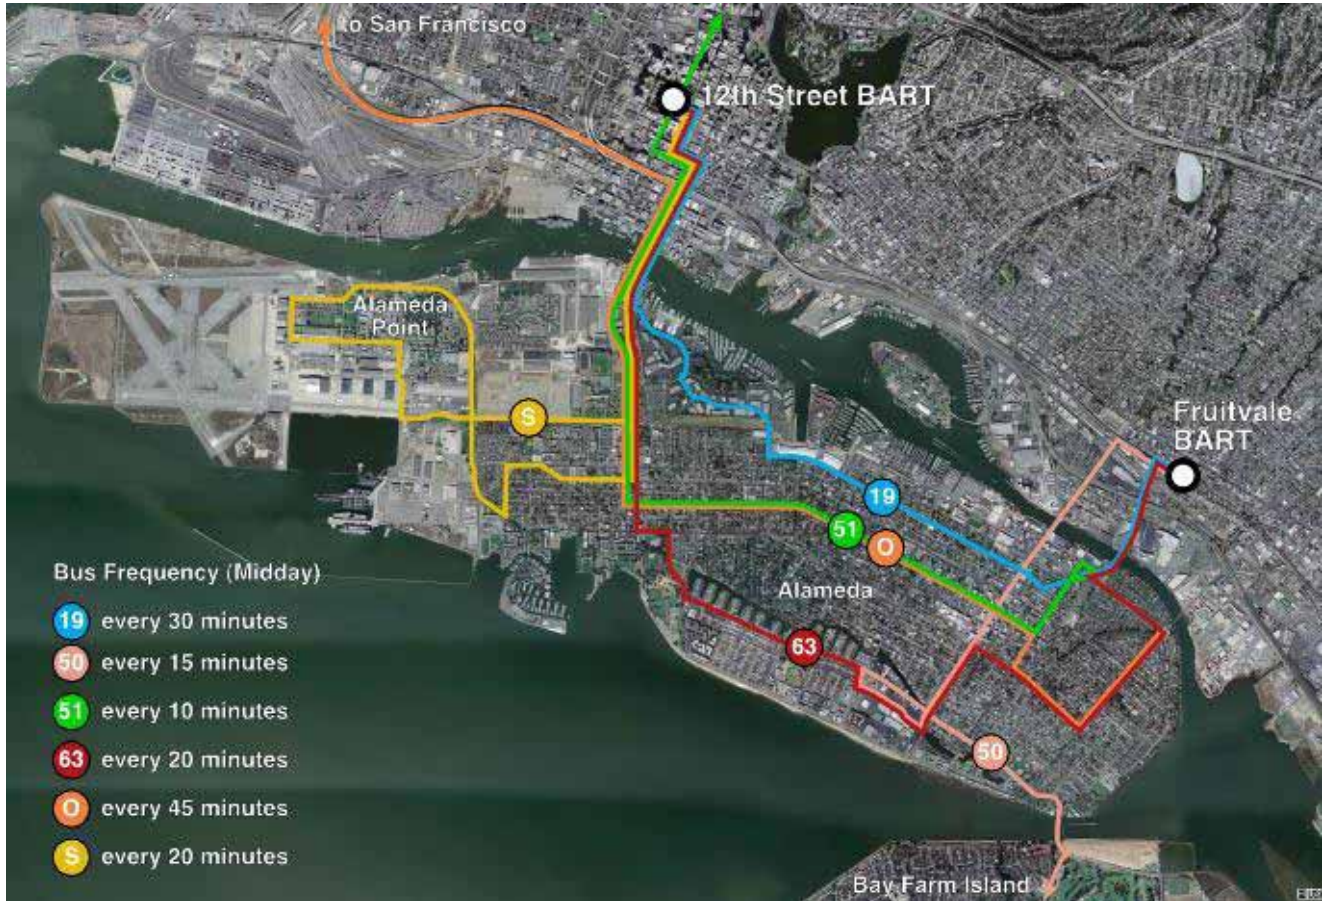 to San Francisco
12th Street BART
Alameda
Point
S
Fruitvale
BART
19
51
O
Alameda
63
50
Bus Frequency (Midday)
19 every 30 minutes
50 every 15 minutes
51 every 10 minutes
63 every 20 minutes
O every 45 minutes
S every 20 minutes
Bay Farm Island